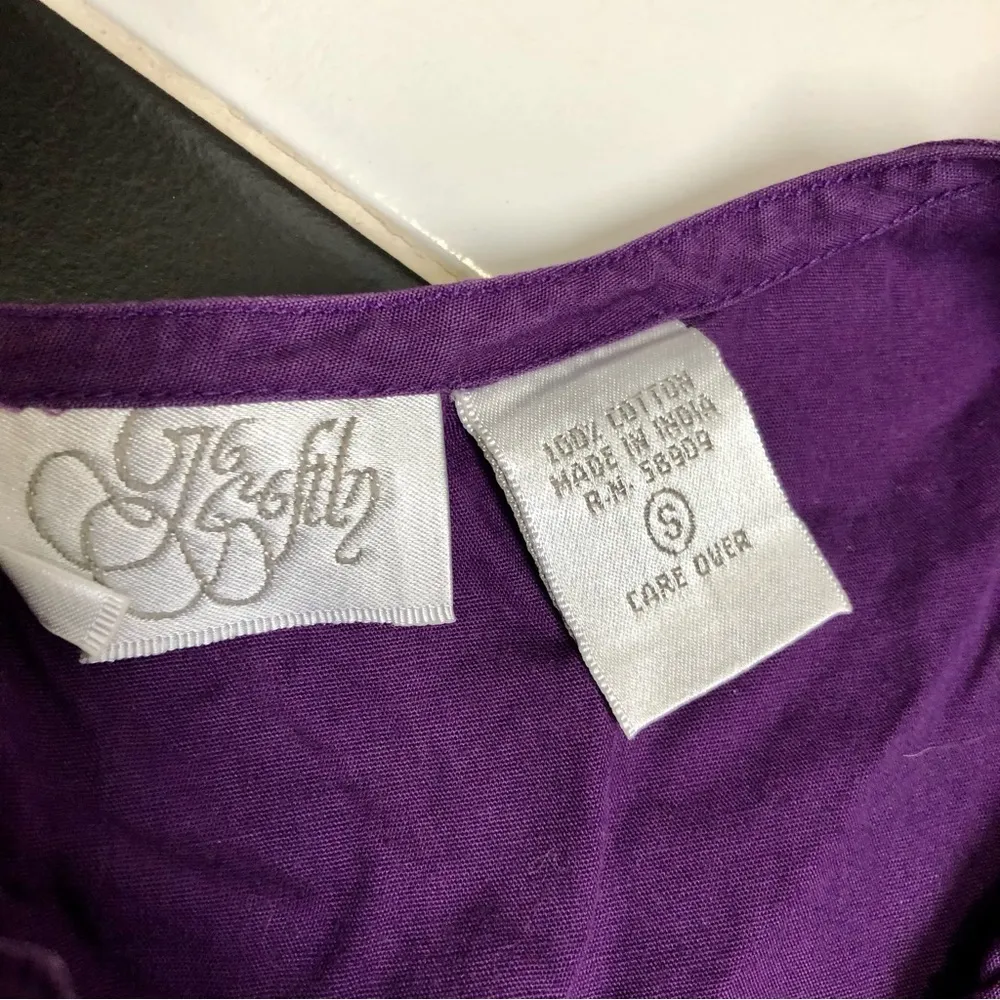 100% COTTON
MADE IN INDIA
R.N. 58909
S
CARE OVER